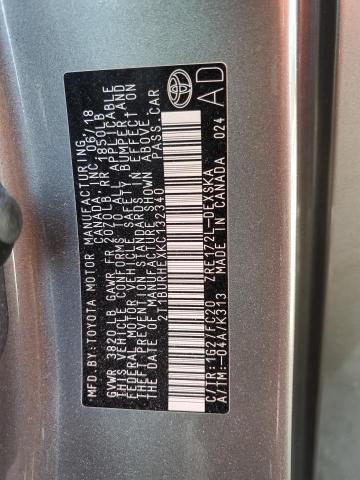 MFD. BY: TOYOTA MOTOR MANUFACTURING
CANADA, INC. 06/18
GVWR 3820 LB GAWR FR 2070LB RR 1850LB
THIS VEHICLE CONFORMS TO ALL APPLICABLE
FEDERAL MOTOR VEHICLE SAFETY, BUMPER, AND
THEFT PREVENTION STANDARDS IN EFFECT ON
THE DATE OF MANUFACTURE SHOWN ABOVE.
2T1BURHEXKC132340 PASS.CAR
AD
C/TR: 1G2/FC20 ZRE172L-DEXSKA
A/TM: -04A/K313 MADE IN CANADA 024